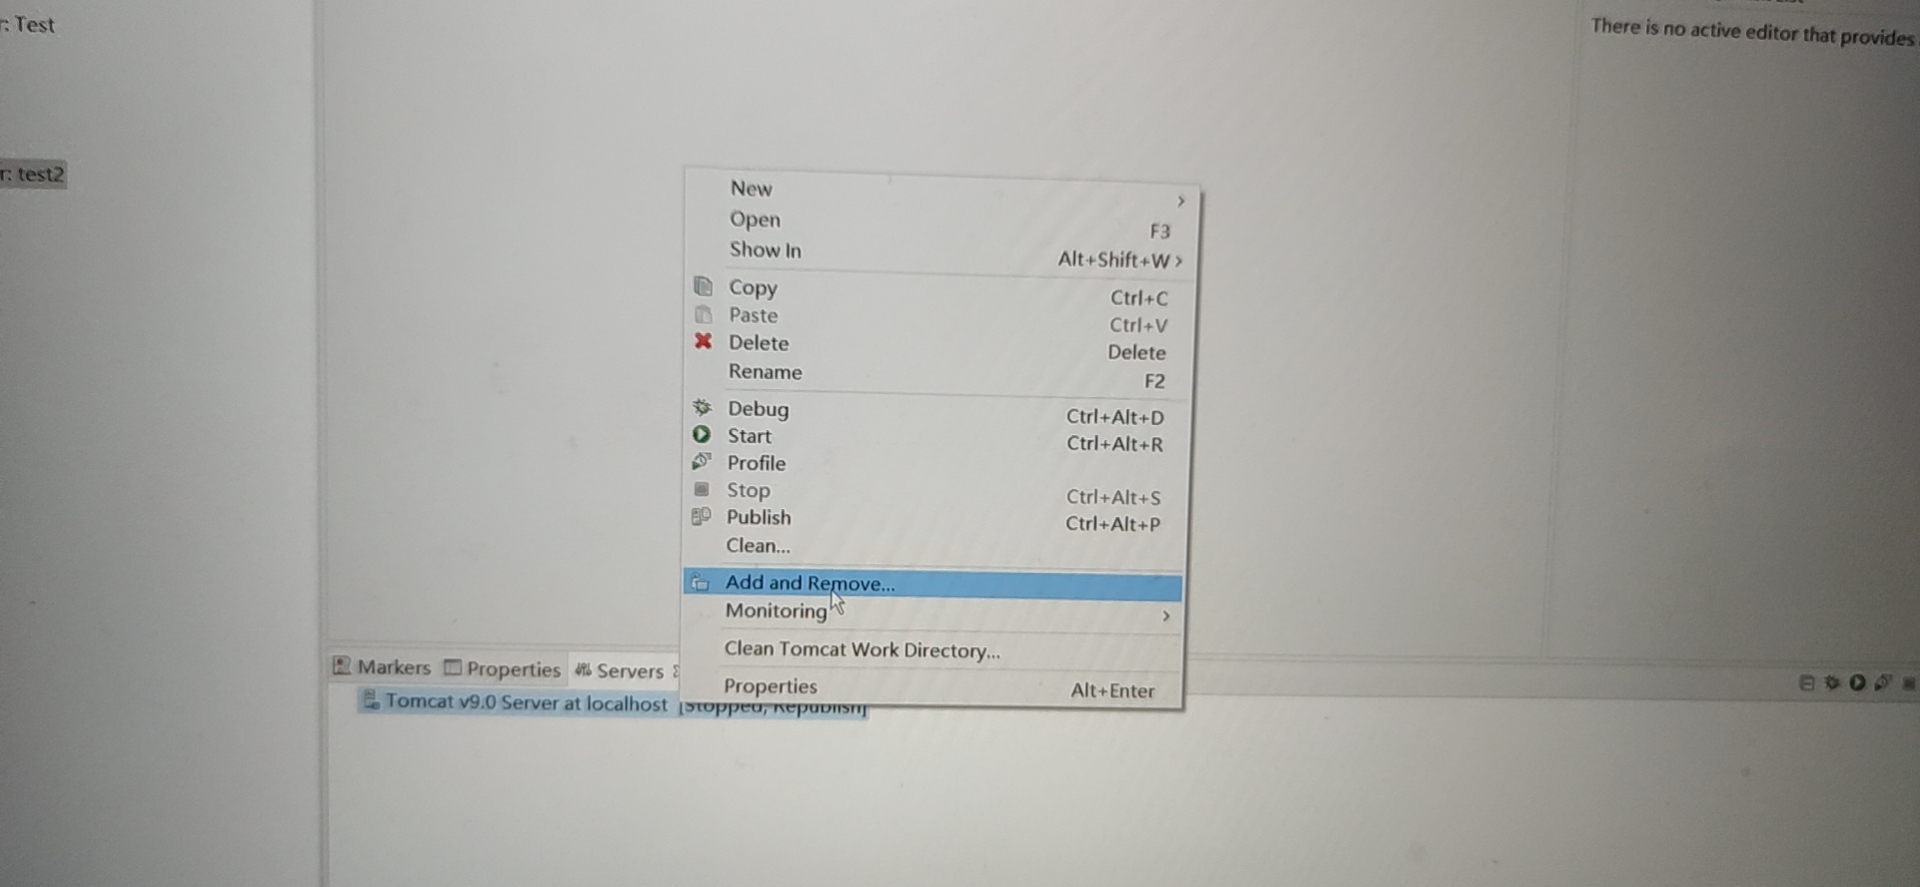 r: Test
There is no active editor that provides
r: test2
New
Open F3
Show In Alt+Shift+W
Copy Ctrl+C
Paste Ctrl+V
Delete Delete
Rename F2
Debug Ctrl+Alt+D
Start Ctrl+Alt+R
Profile
Stop Ctrl+Alt+S
Publish Ctrl+Alt+P
Clean...
Add and Remove...
Monitoring
Clean Tomcat Work Directory...
Properties Alt+Enter
Markers Properties Servers
Tomcat v9.0 Server at localhost [Stopped, Republish]